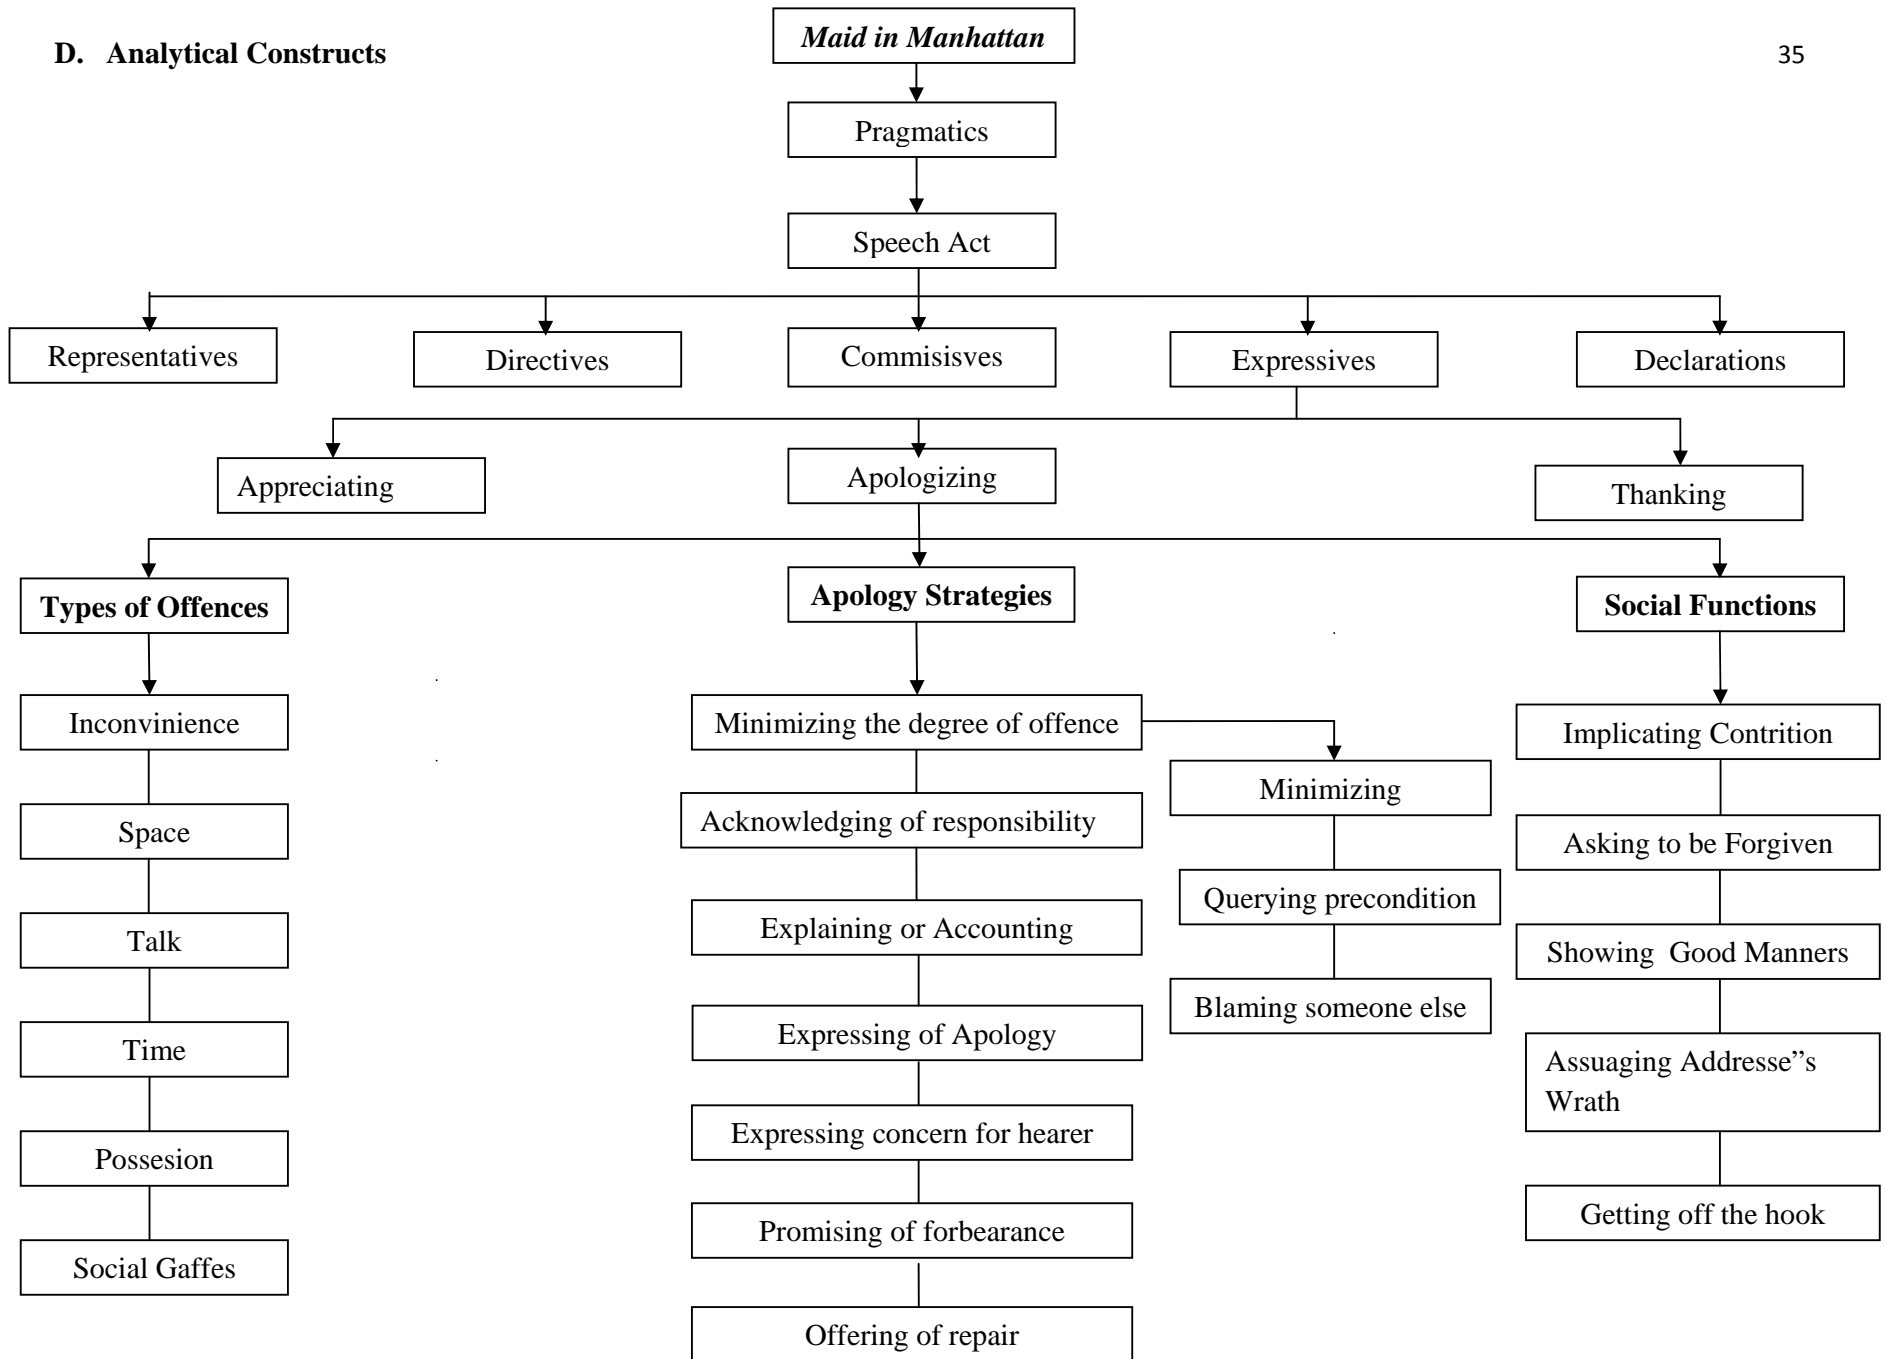 D. Analytical Constructs
35
Maid in Manhattan
Pragmatics
Speech Act
Representatives
Directives
Commisisves
Expressives
Declarations
Appreciating
Apologizing
Thanking
Types of Offences
Apology Strategies
Social Functions
Inconvinience
Space
Talk
Time
Possesion
Social Gaffes
Minimizing the degree of offence
Acknowledging of responsibility
Explaining or Accounting
Expressing of Apology
Expressing concern for hearer
Promising of forbearance
Offering of repair
Minimizing
Querying precondition
Blaming someone else
Implicating Contrition
Asking to be Forgiven
Showing  Good Manners
Assuaging Addresse”s
Wrath
Getting off the hook